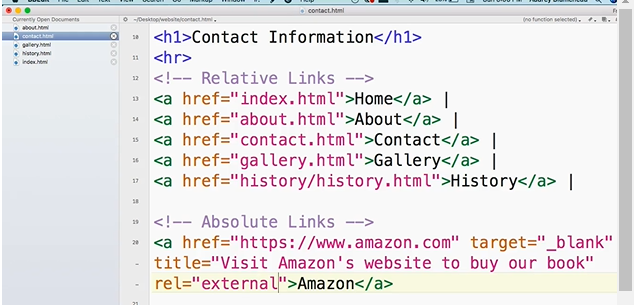 contact.html
Currently Open Documents
~/Desktop/website/contact.html
(no function selected)
about.html
contact.html
gallery.html
history.html
index.html
10 <h1>Contact Information</h1>
11 <hr>
12 <!-- Relative Links -->
13 <a href="index.html">Home</a> |
14 <a href="about.html">About</a> |
15 <a href="contact.html">Contact</a> |
16 <a href="gallery.html">Gallery</a> |
17 <a href="history/history.html">History</a> |
18
19 <!-- Absolute Links -->
20 <a href="https://www.amazon.com" target="_blank"
- title="Visit Amazon's website to buy our book"
- rel="external">Amazon</a>
21